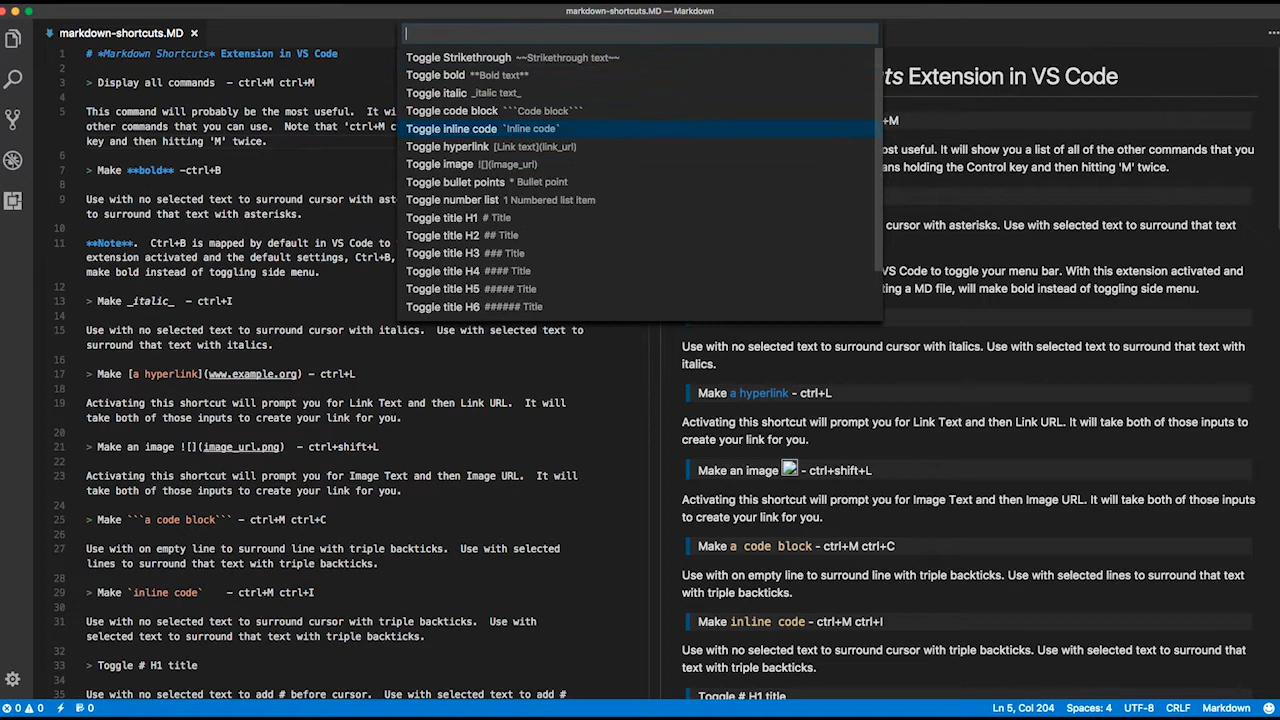 markdown-shortcuts.MD — Markdown
markdown-shortcuts.MD ×
1 # *Markdown Shortcuts* Extension in VS Code
2
3 > Display all commands – ctrl+M ctrl+M
4
5 This command will probably be the most useful. It wi
other commands that you can use. Note that 'ctrl+M c
key and then hitting 'M' twice.
6
7 > Make **bold** -ctrl+B
8
9 Use with no selected text to surround cursor with ast
to surround that text with asterisks.
10
11 **Note**. Ctrl+B is mapped by default in VS Code to
extension activated and the default settings, Ctrl+B,
make bold instead of toggling side menu.
12
13 > Make _italic_ – ctrl+I
14
15 Use with no selected text to surround cursor with italics. Use with selected text to
surround that text with italics.
16
17 > Make [a hyperlink](www.example.org) – ctrl+L
18
19 Activating this shortcut will prompt you for Link Text and then Link URL. It will
take both of those inputs to create your link for you.
20
21 > Make an image ![](image_url.png) – ctrl+shift+L
22
23 Activating this shortcut will prompt you for Image Text and then Image URL. It will
take both of those inputs to create your link for you.
24
25 > Make ```a code block``` – ctrl+M ctrl+C
26
27 Use with on empty line to surround line with triple backticks. Use with selected
lines to surround that text with triple backticks.
28
29 > Make `inline code` – ctrl+M ctrl+I
30
31 Use with no selected text to surround cursor with triple backticks. Use with
selected text to surround that text with triple backticks.
32
33 > Toggle # H1 title
34
35 Use with no selected text to add # before cursor. Use with selected text to add #
Toggle Strikethrough ~~Strikethrough text~~
Toggle bold **Bold text**
Toggle italic _italic text_
Toggle code block ```Code block```
Toggle inline code `Inline code`
Toggle hyperlink [Link text](link_url)
Toggle image ![](image_url)
Toggle bullet points * Bullet point
Toggle number list 1 Numbered list item
Toggle title H1 # Title
Toggle title H2 ## Title
Toggle title H3 ### Title
Toggle title H4 #### Title
Toggle title H5 ##### Title
Toggle title H6 ###### Title
ts Extension in VS Code
+M
ost useful. It will show you a list of all of the other commands that you
ans holding the Control key and then hitting 'M' twice.
cursor with asterisks. Use with selected text to surround that text
VS Code to toggle your menu bar. With this extension activated and
ting a MD file, will make bold instead of toggling side menu.
Use with no selected text to surround cursor with italics. Use with selected text to surround that text with
italics.
Make a hyperlink - ctrl+L
Activating this shortcut will prompt you for Link Text and then Link URL. It will take both of those inputs to
create your link for you.
Make an image - ctrl+shift+L
Activating this shortcut will prompt you for Image Text and then Image URL. It will take both of those inputs
to create your link for you.
Make a code block - ctrl+M ctrl+C
Use with on empty line to surround line with triple backticks. Use with selected lines to surround that text
with triple backticks.
Make inline code - ctrl+M ctrl+I
Use with no selected text to surround cursor with triple backticks. Use with selected text to surround that
text with triple backticks.
Toggle # H1 title
0 0 0 Ln 5, Col 204 Spaces: 4 UTF-8 CRLF Markdown